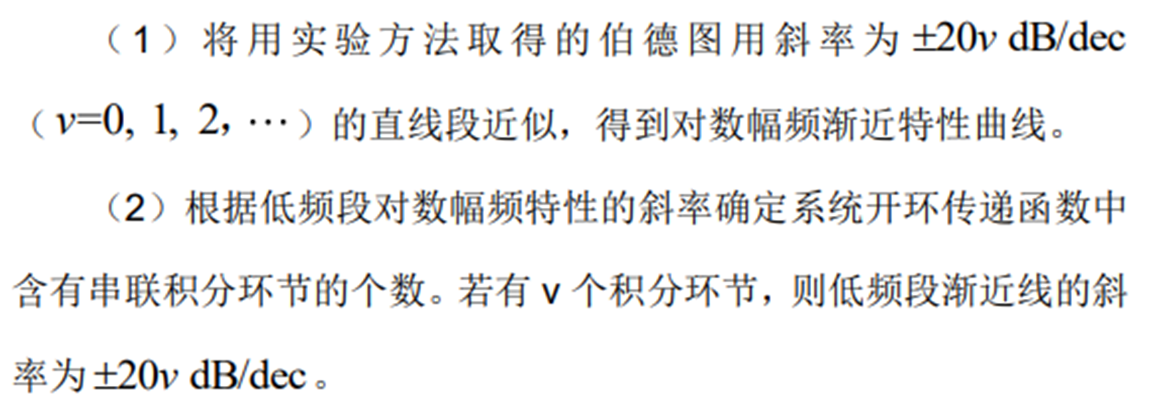 （1）将用实验方法取得的伯德图用斜率为 ±20v dB/dec
（v=0, 1, 2，⋯）的直线段近似，得到对数幅频渐近特性曲线。
（2）根据低频段对数幅频特性的斜率确定系统开环传递函数中
含有串联积分环节的个数。若有 v 个积分环节，则低频段渐近线的斜
率为±20v dB/dec。